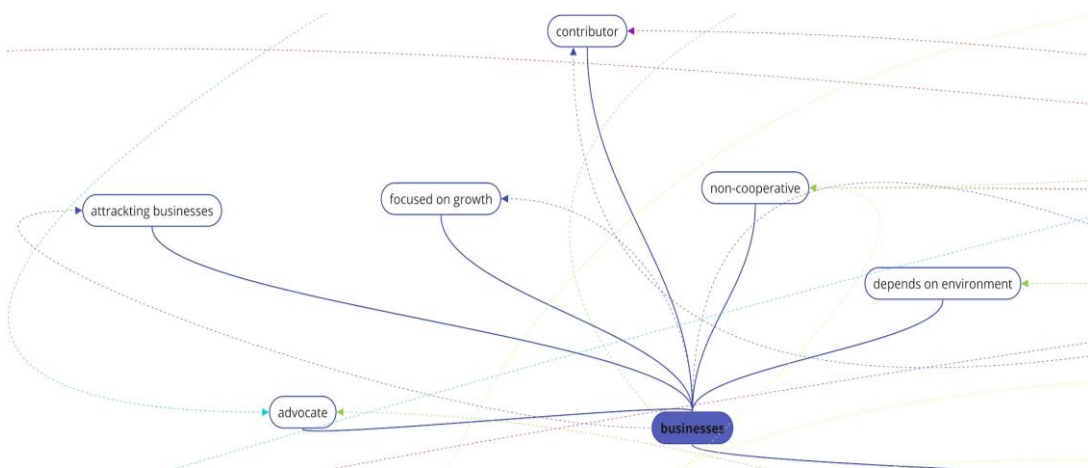 contributor
non-cooperative
focused on growth
attrackting businesses
depends on environment
advocate
businesses